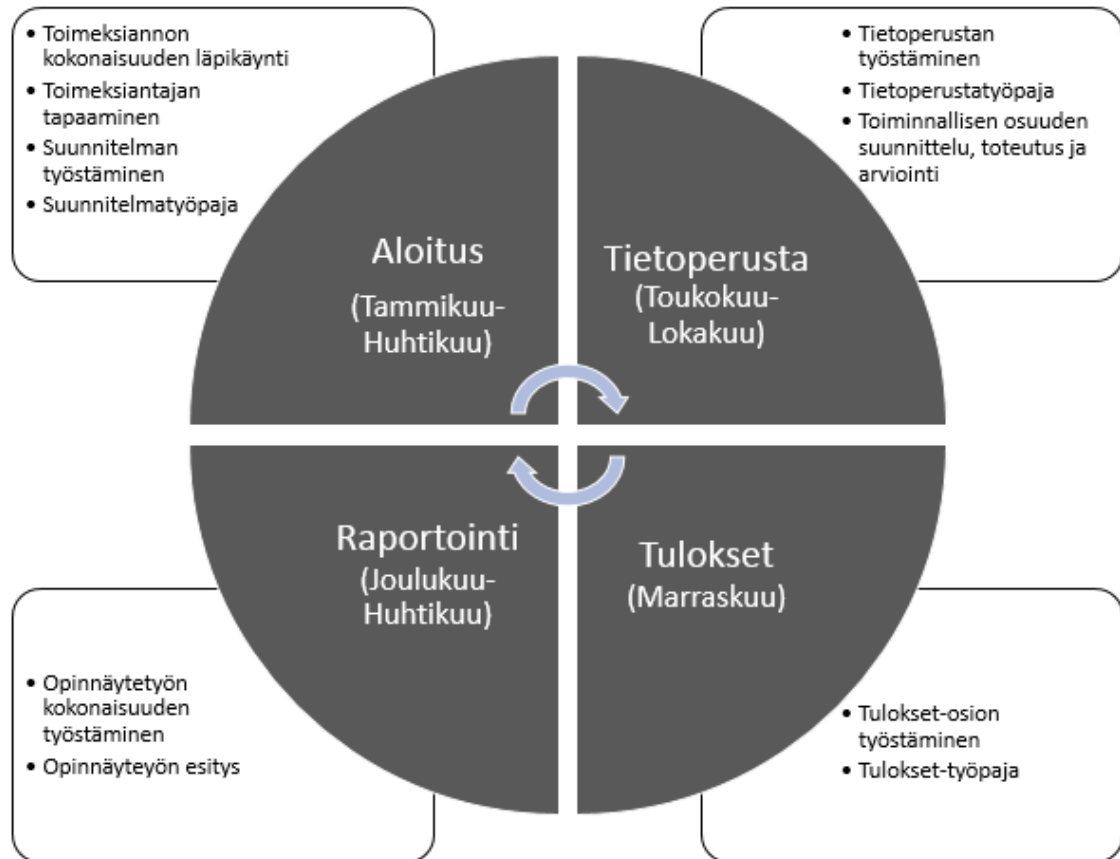 • Toimeksiannon
kokonaisuuden läpikäynti
• Toimeksiantajan
tapaaminen
• Suunnitelman
työstäminen
• Suunnitelmatyöpaja
• Tietoperustan
työstäminen
• Tietoperustatyöpaja
• Toiminnallisen osuuden
suunnittelu, toteutus ja
arviointi
Aloitus
(Tammikuu-
Huhtikuu)
Tietoperusta
(Toukokuu-
Lokakuu)
Raportointi
(Joulukuu-
Huhtikuu)
Tulokset
(Marraskuu)
• Opinnäytetyön
kokonaisuuden
työstäminen
• Opinnäyteyön esitys
• Tulokset-osion
työstäminen
• Tulokset-työpaja